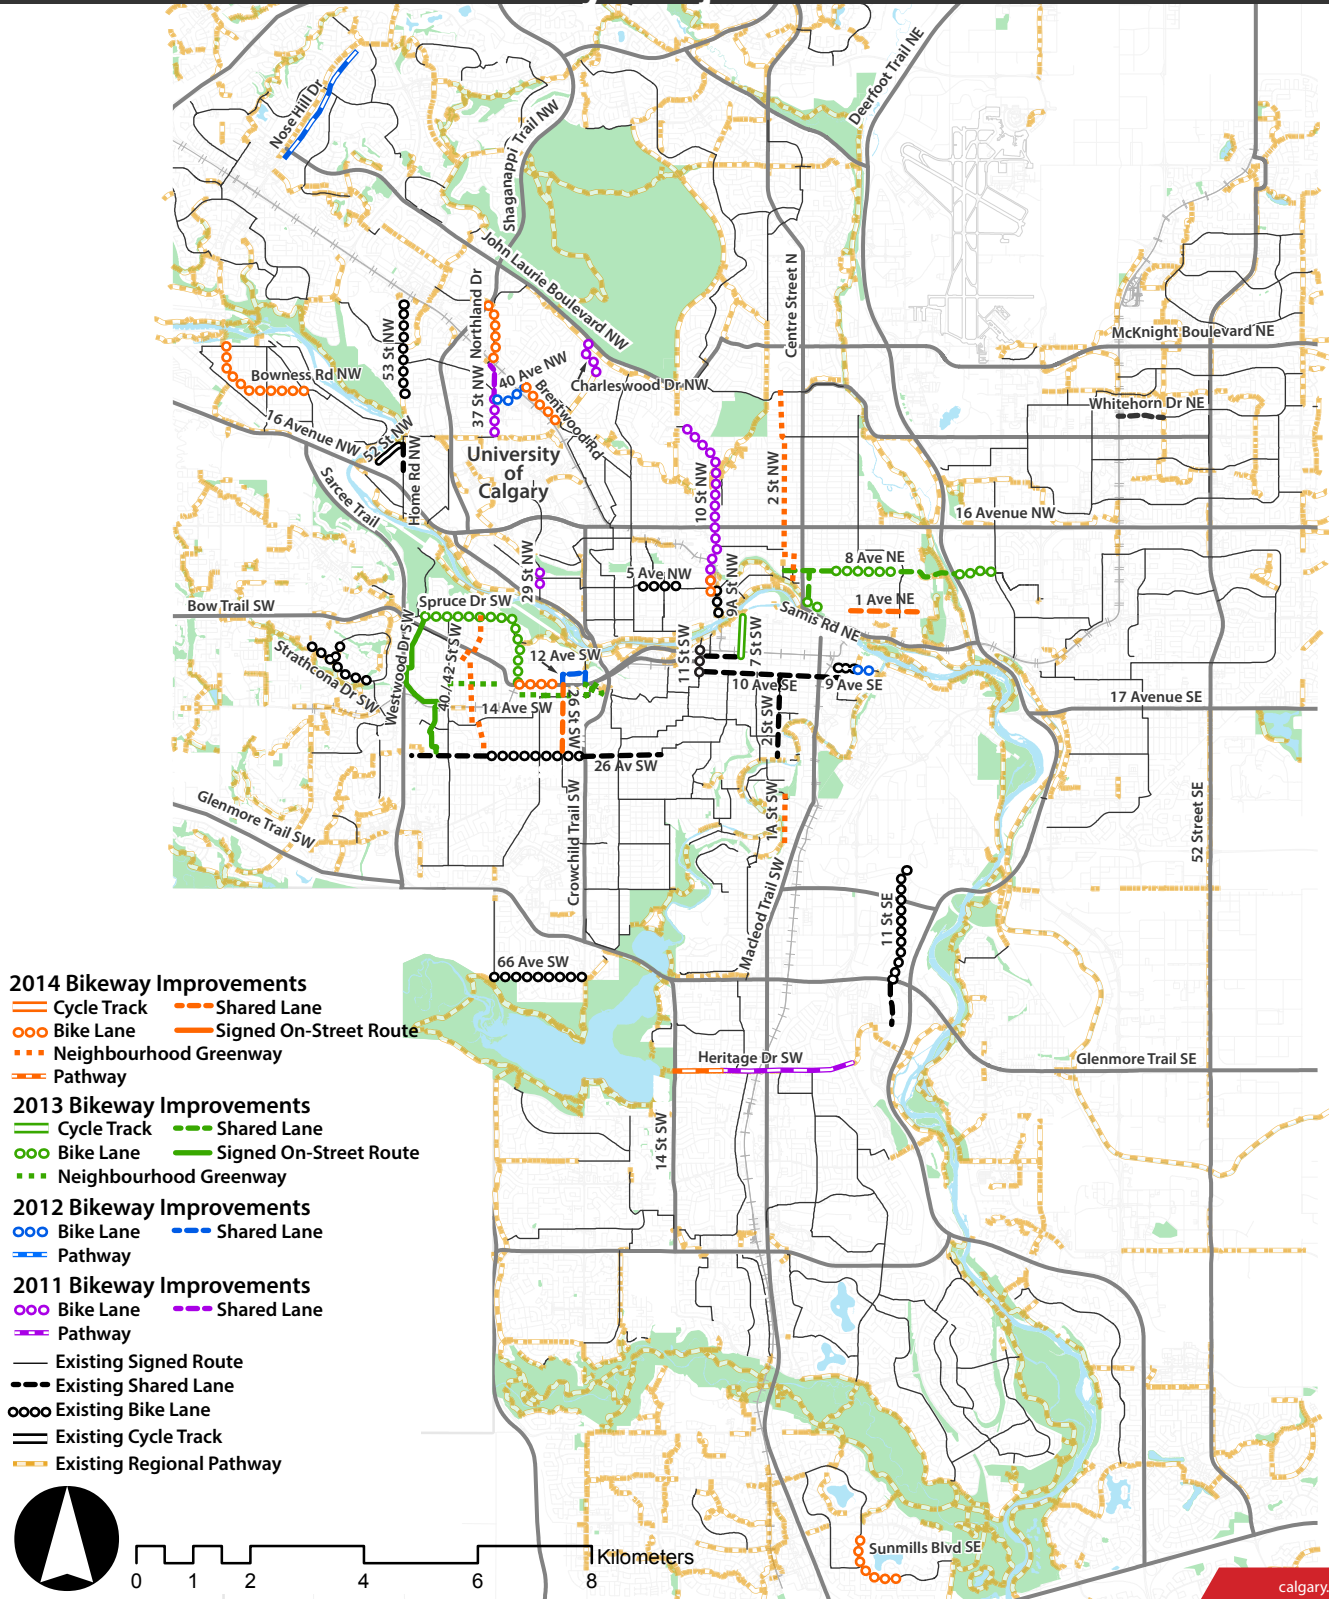 Deerfoot Trail NE
Nose Hill Dr
Shaganappi Trail NW
John Laurie Boulevard NW
Centre Street N
Northland Dr
McKnight Boulevard NE
53 St NW
Bowness Rd NW
40 Ave NW
Charleswood Dr NW
37 St NW
Brentwood Rd
Whitehorn Dr NE
16 Avenue NW
52 St NW
Home Rd NW
University
of
Calgary
Sarcee Trail
10 St NW
2 St NW
16 Avenue NW
29 St NW
5 Ave NW
9A St NW
8 Ave NE
1 Ave NE
Bow Trail SW
Spruce Dr SW
Samis Rd NE
Strathcona Dr SW
Westwood Dr SW
40 / 42 St SW
12 Ave SW
11 St SW
7 St SW
10 Ave SE
9 Ave SE
14 Ave SW
26 St SW
2 St SW
17 Avenue SE
26 Av SW
Glenmore Trail SW
Crowchild Trail SW
1A St SW
52 Street SE
Macleod Trail SW
11 St SE
66 Ave SW
2014 Bikeway Improvements
Cycle Track Shared Lane
Bike Lane Signed On-Street Route
Neighbourhood Greenway
Pathway
Heritage Dr SW
Glenmore Trail SE
2013 Bikeway Improvements
Cycle Track Shared Lane
Bike Lane Signed On-Street Route
Neighbourhood Greenway
14 St SW
2012 Bikeway Improvements
Bike Lane Shared Lane
Pathway
2011 Bikeway Improvements
Bike Lane Shared Lane
Pathway
Existing Signed Route
Existing Shared Lane
Existing Bike Lane
Existing Cycle Track
Existing Regional Pathway
Sunmills Blvd SE
Kilometers
0 1 2 4 6 8
calgary.